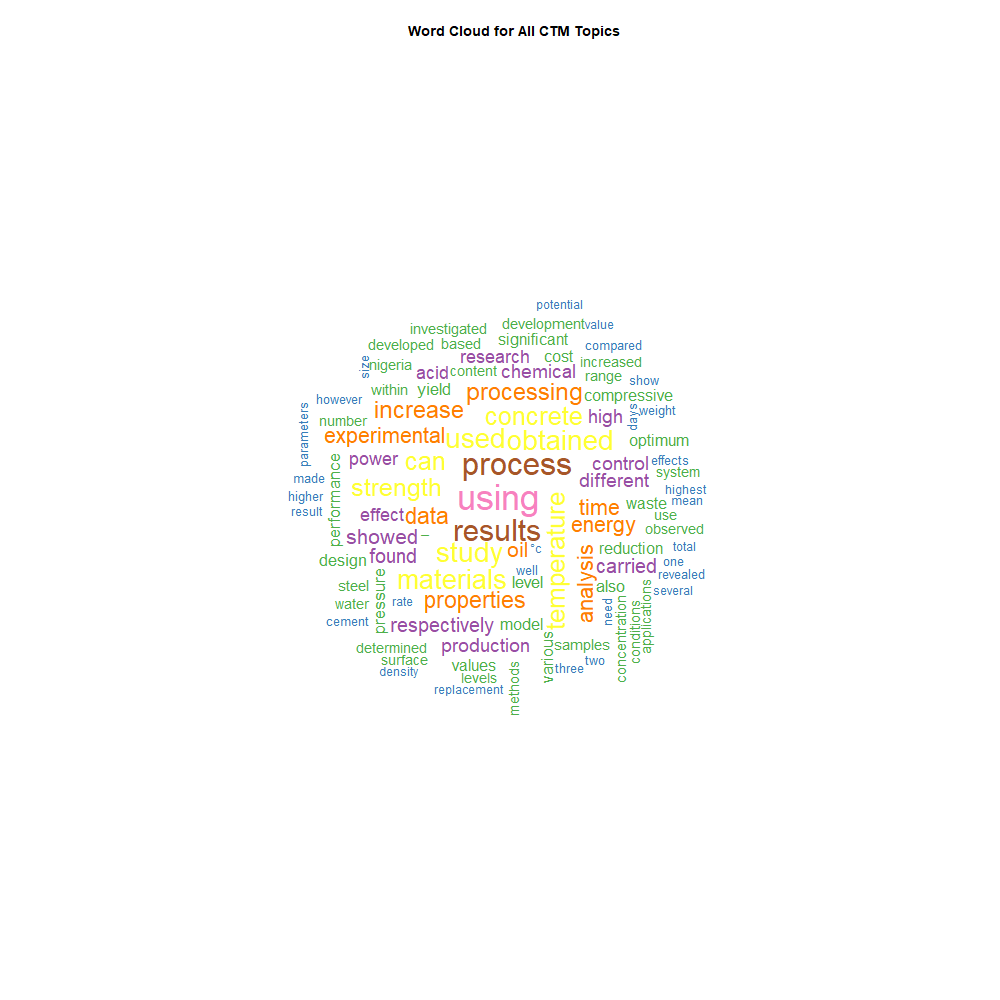 Word Cloud for All CTM Topics
potential
investigated
development
value
developed
based
significant
compared
size
nigeria
research
cost
increased
acid
content
chemical
range
show
within
yield
processing
compressive
however
increase
concrete
high
days
weight
parameters
number
experimental
used
obtained
optimum
performance
power
can
process
control
effects
different
system
made
strength
using
highest
higher
temperature
time
waste
mean
result
effect
data
results
energy
use
observed
showed
–
study
oil
°c
analysis
reduction
total
design
found
well
carried
one
revealed
steel
pressure
materials
level
also
several
water
rate
properties
need
concentration
conditions
applications
cement
respectively
model
determined
production
various
samples
surface
values
three
two
density
levels
replacement
methods